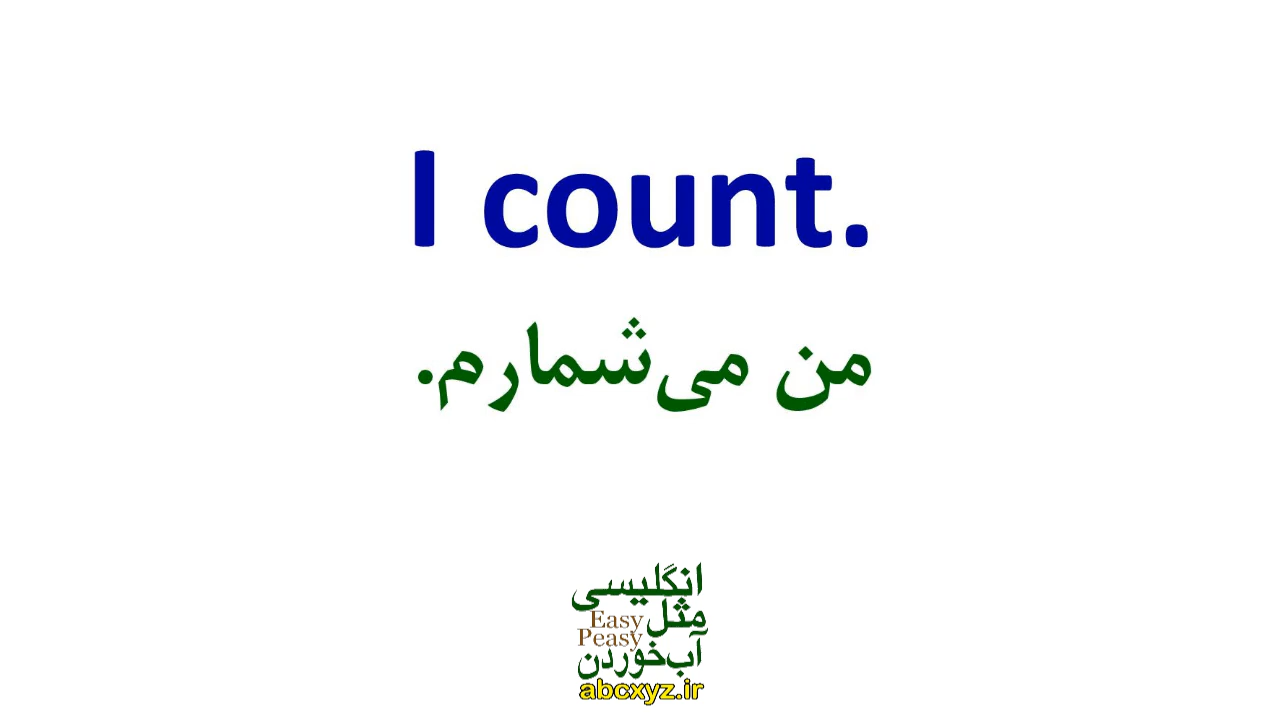 I count.
من می‌شمارم.
انگلیسی
مثل
Easy
Peasy
آب‌خوردن
abcxyz.ir